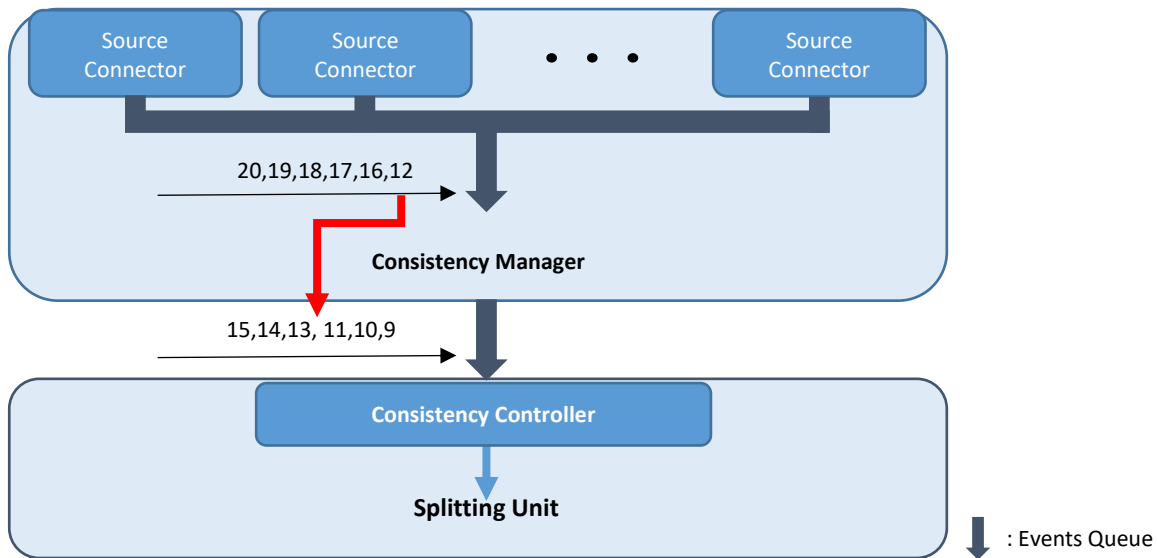 Source
Connector
Source
Connector
Source
Connector
20,19,18,17,16,12
Consistency Manager
15,14,13, 11,10,9
Consistency Controller
Splitting Unit
: Events Queue